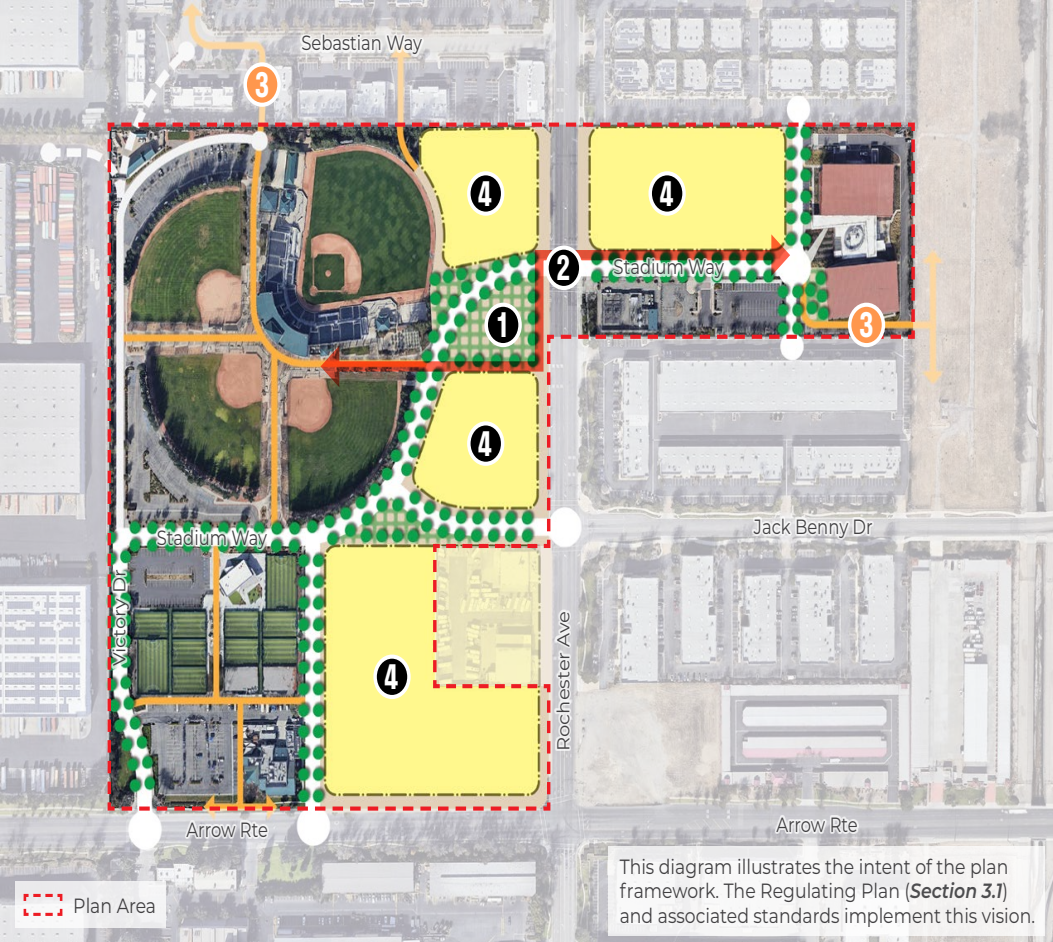 Sebastian Way
3
4
4
2
Stadium Way
1
3
4
Stadium Way
Jack Benny Dr
Victory Dr
4
Rochester Ave
Arrow Rte
Arrow Rte
This diagram illustrates the intent of the plan
framework. The Regulating Plan (Section 3.1)
and associated standards implement this vision.
Plan Area